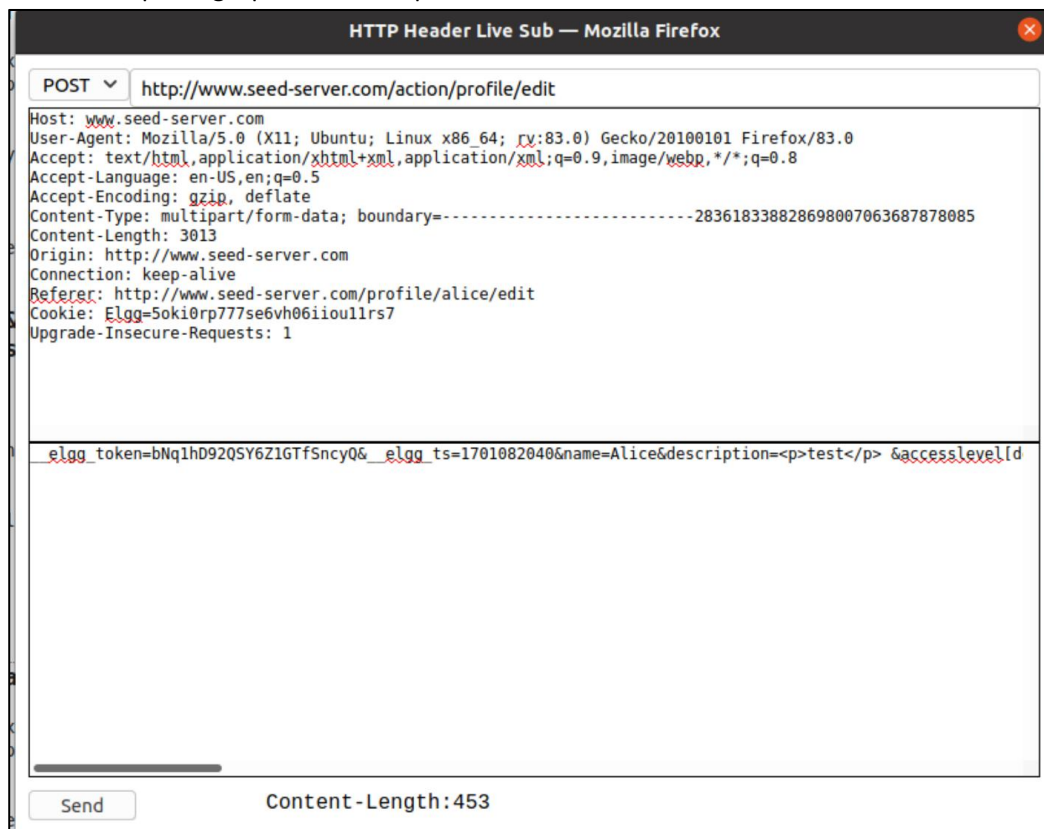 HTTP Header Live Sub — Mozilla Firefox
POST http://www.seed-server.com/action/profile/edit
Host: www.seed-server.com
User-Agent: Mozilla/5.0 (X11; Ubuntu; Linux x86_64; rv:83.0) Gecko/20100101 Firefox/83.0
Accept: text/html,application/xhtml+xml,application/xml;q=0.9,image/webp,*/*;q=0.8
Accept-Language: en-US,en;q=0.5
Accept-Encoding: gzip, deflate
Content-Type: multipart/form-data; boundary=---------------------------283618338828698007063687878085
Content-Length: 3013
Origin: http://www.seed-server.com
Connection: keep-alive
Referer: http://www.seed-server.com/profile/alice/edit
Cookie: Elgg=5oki0rp777se6vh06iiou11rs7
Upgrade-Insecure-Requests: 1
__elgg_token=bNq1hD92QSY6Z1GTfSncyQ&__elgg_ts=1701082040&name=Alice&description=<p>test</p> &accesslevel[d
Send Content-Length:453